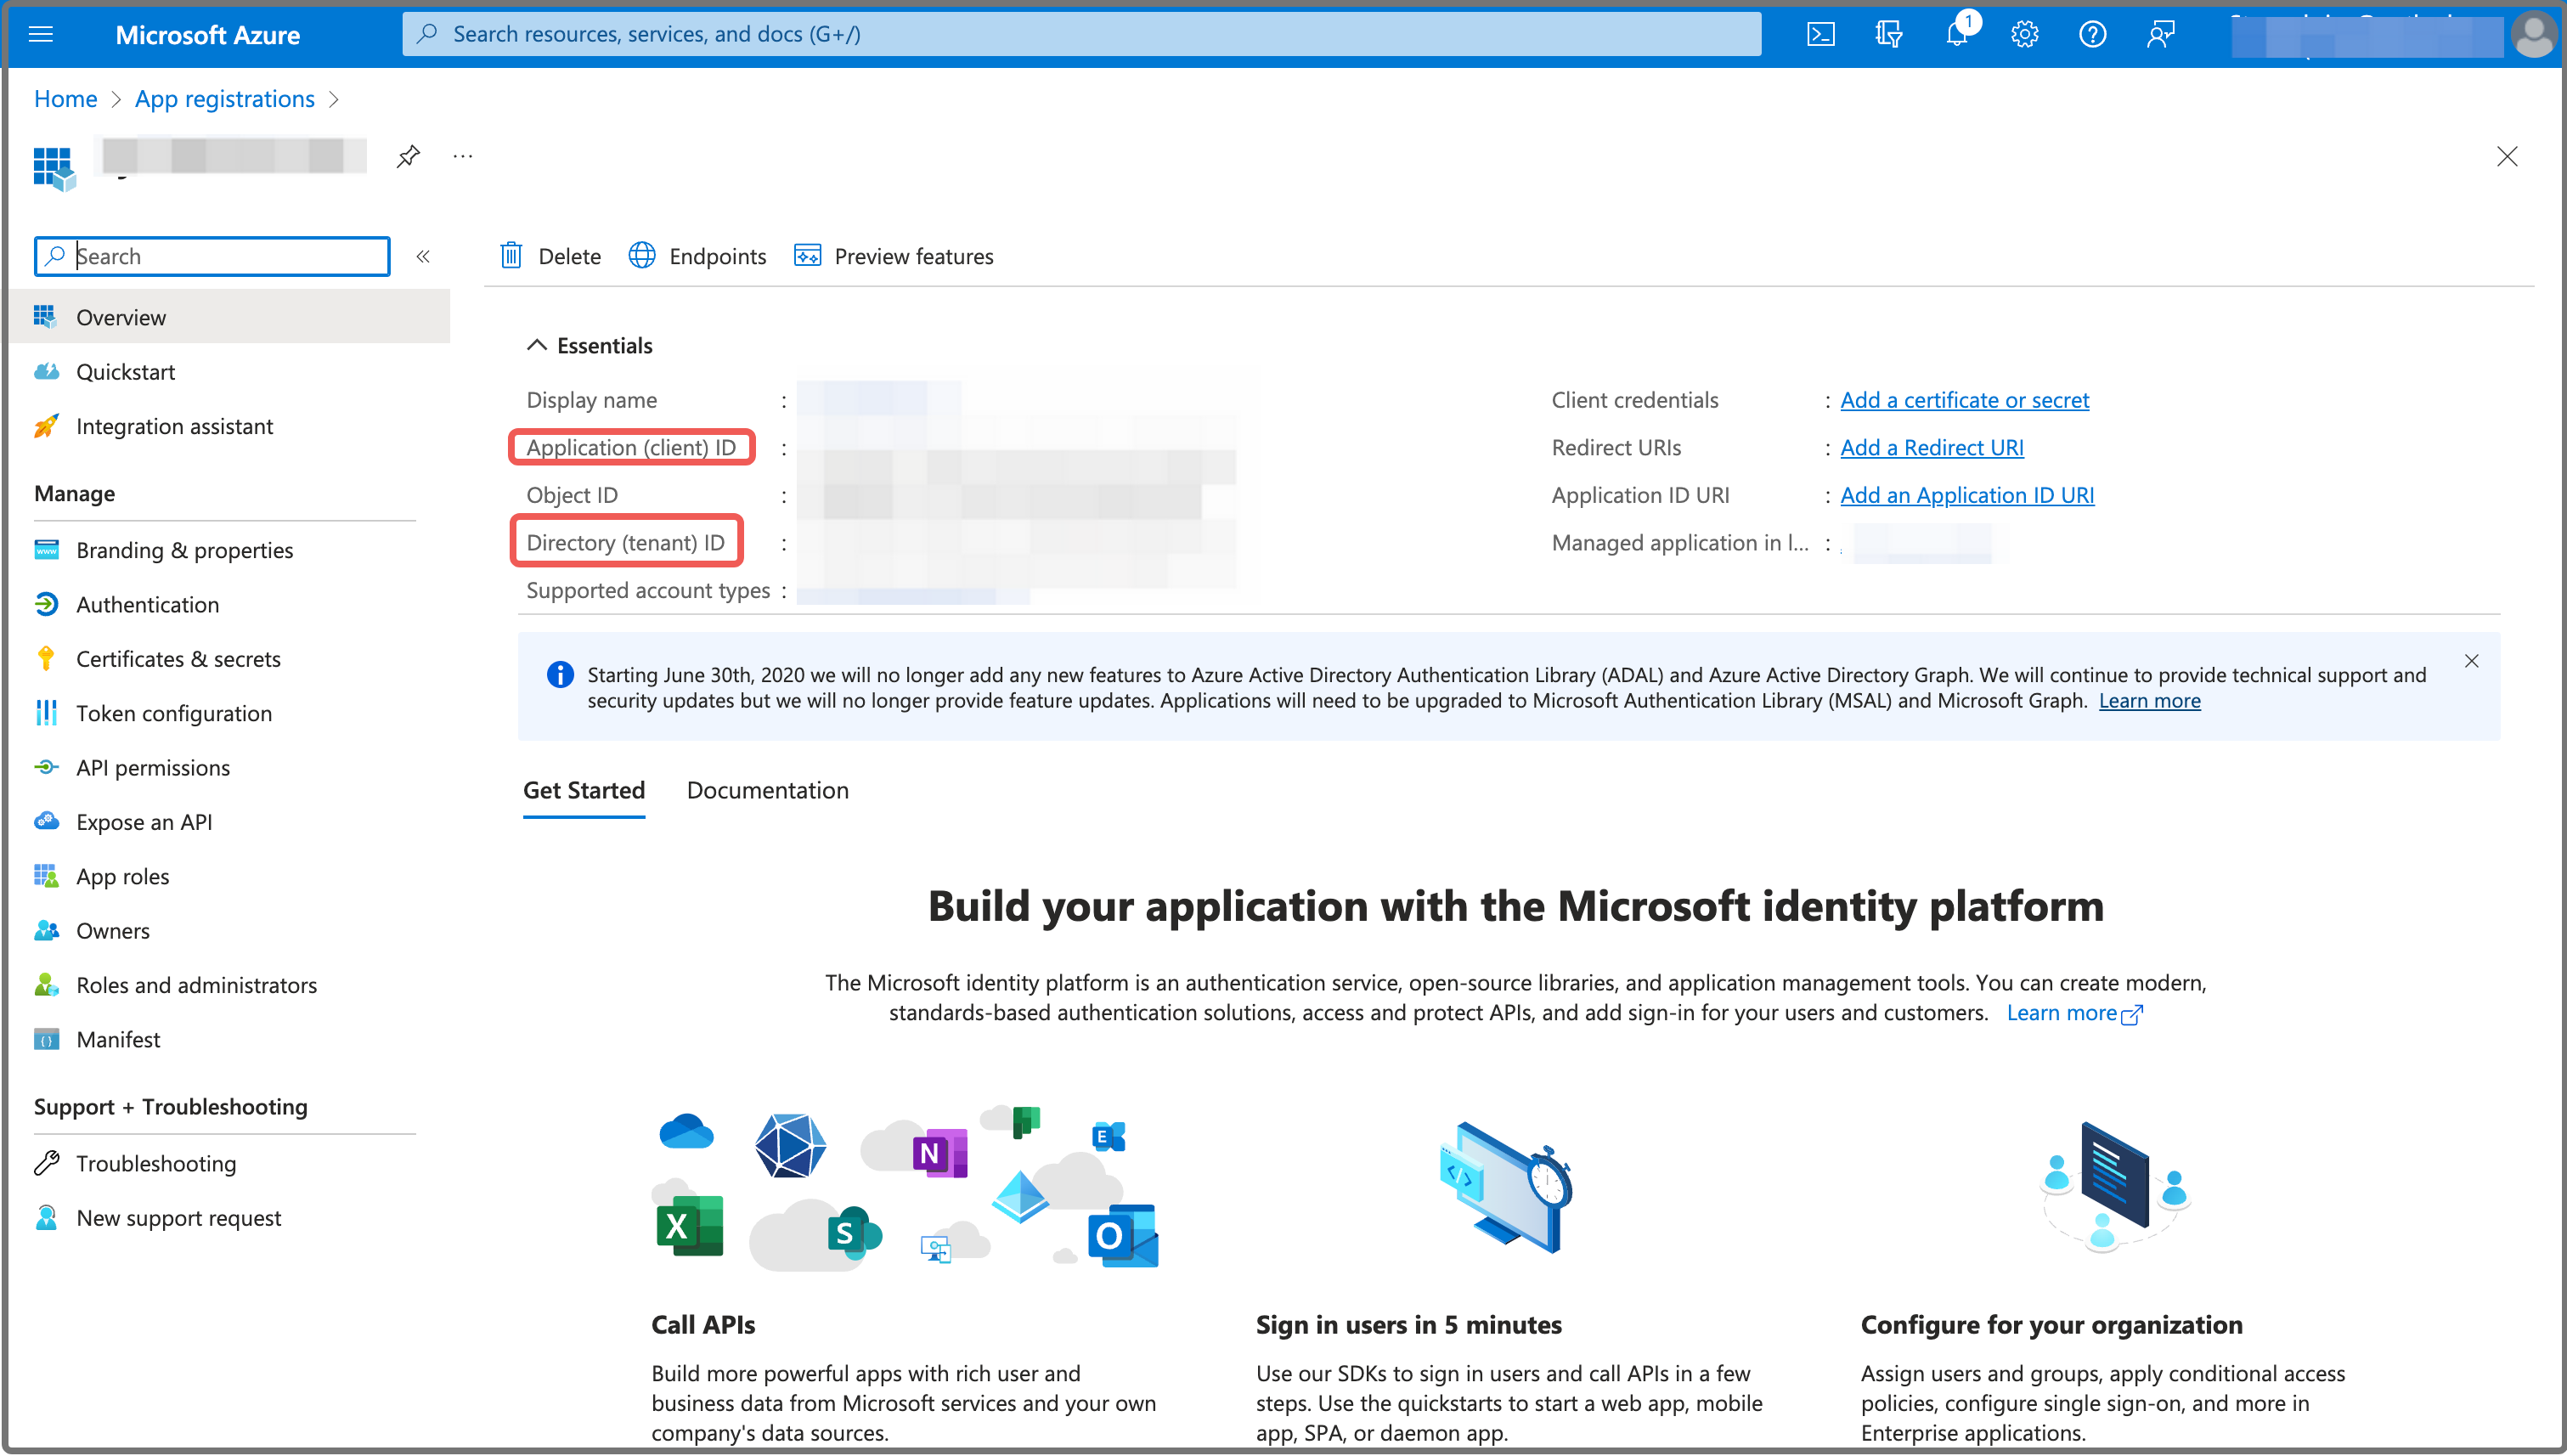 Microsoft Azure
Search resources, services, and docs (G+/)
1
Home > App registrations >
...
Search
«
Delete
Endpoints
Preview features
Overview
Quickstart
Integration assistant
Manage
Branding & properties
Authentication
Certificates & secrets
Token configuration
API permissions
Expose an API
App roles
Owners
Roles and administrators
Manifest
Support + Troubleshooting
Troubleshooting
New support request
Essentials
Display name :
Application (client) ID :
Object ID :
Directory (tenant) ID :
Supported account types :
Client credentials : Add a certificate or secret
Redirect URIs : Add a Redirect URI
Application ID URI : Add an Application ID URI
Managed application in l... :
Starting June 30th, 2020 we will no longer add any new features to Azure Active Directory Authentication Library (ADAL) and Azure Active Directory Graph. We will continue to provide technical support and
security updates but we will no longer provide feature updates. Applications will need to be upgraded to Microsoft Authentication Library (MSAL) and Microsoft Graph. Learn more
Get Started
Documentation
Build your application with the Microsoft identity platform
The Microsoft identity platform is an authentication service, open-source libraries, and application management tools. You can create modern,
standards-based authentication solutions, access and protect APIs, and add sign-in for your users and customers. Learn more
N
E
X
S
O
</>
Call APIs
Build more powerful apps with rich user and
business data from Microsoft services and your own
company's data sources.
Sign in users in 5 minutes
Use our SDKs to sign in users and call APIs in a few
steps. Use the quickstarts to start a web app, mobile
app, SPA, or daemon app.
Configure for your organization
Assign users and groups, apply conditional access
policies, configure single sign-on, and more in
Enterprise applications.